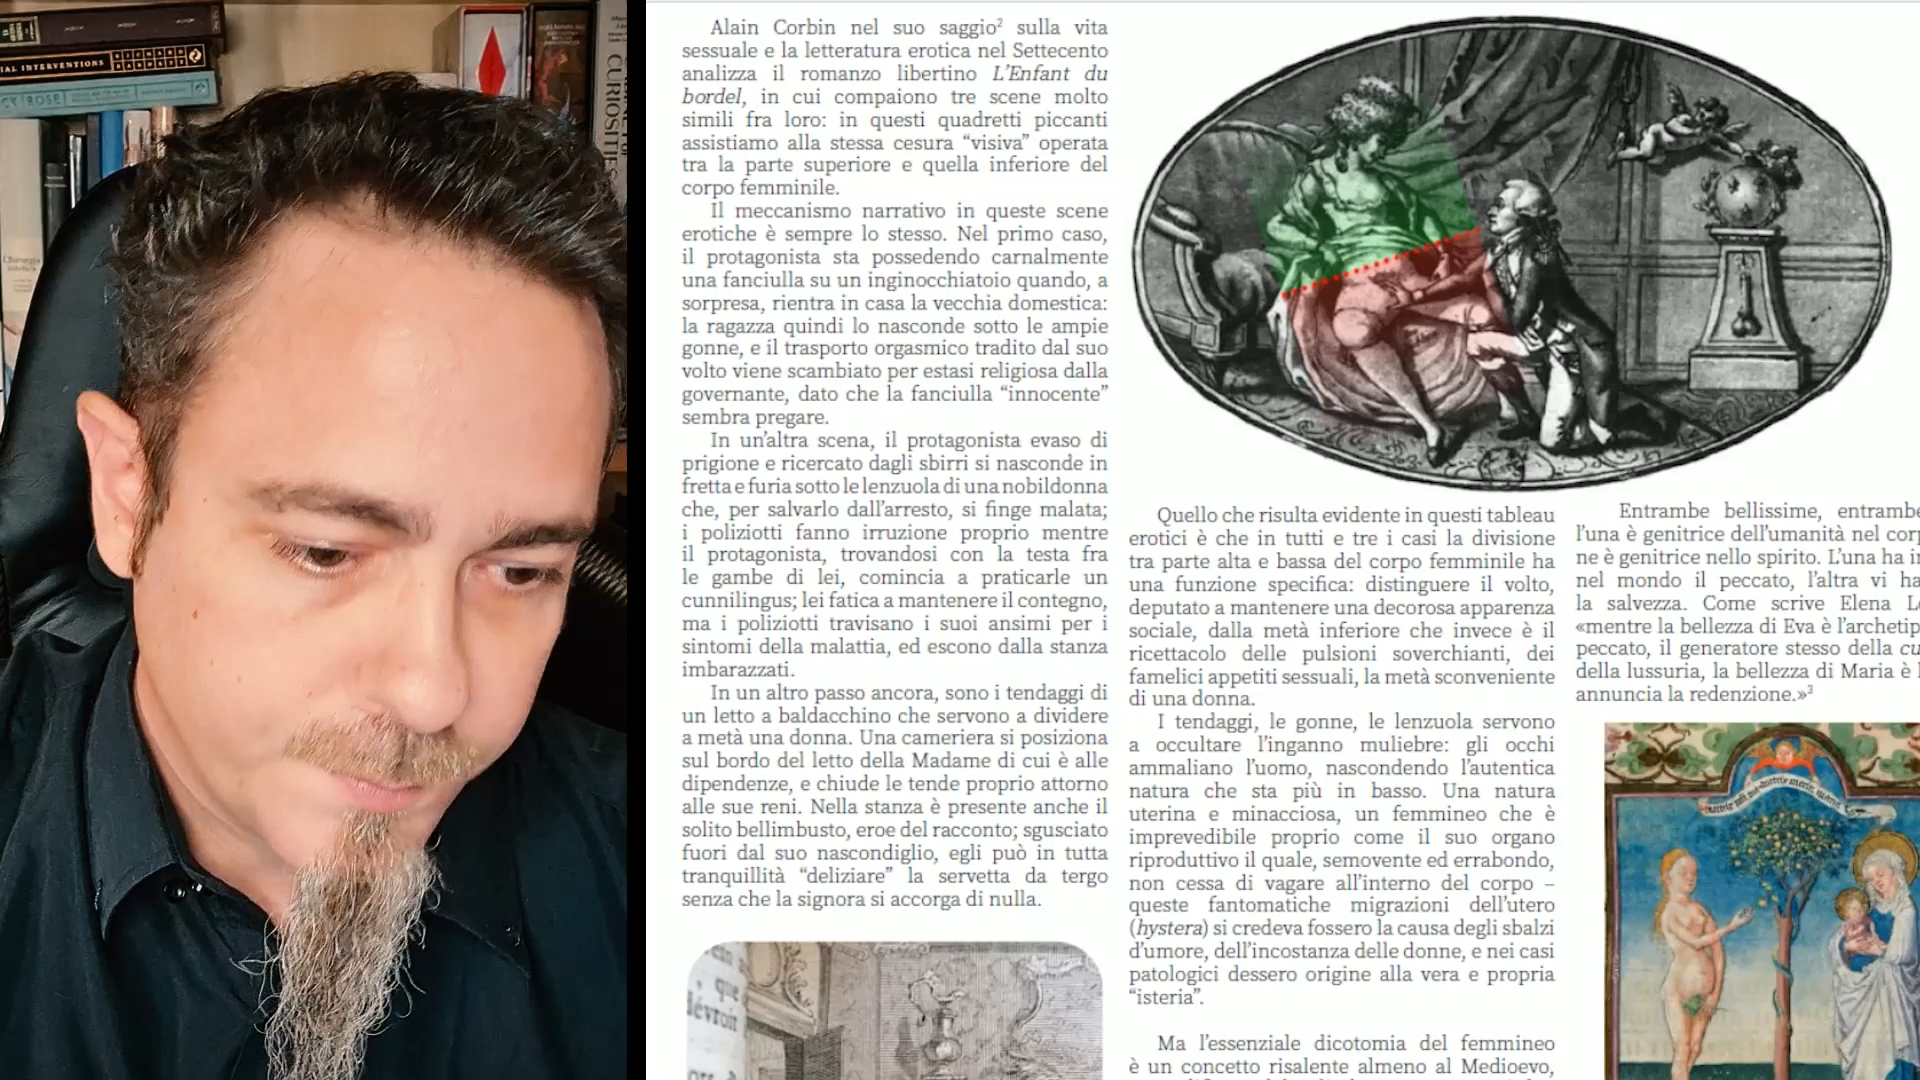 AL INTERVENTIONS
RICHARD
BARNETT
ROSE
CURIOSITIES
Alain Corbin nel suo saggio² sulla vita
sessuale e la letteratura erotica nel Settecento
analizza il romanzo libertino L’Enfant du
bordel, in cui compaiono tre scene molto
simili fra loro: in questi quadretti piccanti
assistiamo alla stessa cesura “visiva” operata
tra la parte superiore e quella inferiore del
corpo femminile.
Il meccanismo narrativo in queste scene
erotiche è sempre lo stesso. Nel primo caso,
il protagonista sta possedendo carnalmente
una fanciulla su un inginocchiatoio quando, a
sorpresa, rientra in casa la vecchia domestica:
la ragazza quindi lo nasconde sotto le ampie
gonne, e il trasporto orgasmico tradito dal suo
volto viene scambiato per estasi religiosa dalla
governante, dato che la fanciulla “innocente”
sembra pregare.
In un’altra scena, il protagonista evaso di
prigione e ricercato dagli sbirri si nasconde in
fretta e furia sotto le lenzuola di una nobildonna
che, per salvarlo dall’arresto, si finge malata;
i poliziotti fanno irruzione proprio mentre
il protagonista, trovandosi con la testa fra
le gambe di lei, comincia a praticarle un
cunnilingus; lei fatica a mantenere il contegno,
ma i poliziotti travisano i suoi ansimi per i
sintomi della malattia, ed escono dalla stanza
imbarazzati.
In un altro passo ancora, sono i tendaggi di
un letto a baldacchino che servono a dividere
a metà una donna. Una cameriera si posiziona
sul bordo del letto della Madame di cui è alle
dipendenze, e chiude le tende proprio attorno
alle sue reni. Nella stanza è presente anche il
solito bellimbusto, eroe del racconto; sgusciato
fuori dal suo nascondiglio, egli può in tutta
tranquillità “deliziare” la servetta da tergo
senza che la signora si accorga di nulla.
que
Quello che risulta evidente in questi tableau
erotici è che in tutti e tre i casi la divisione
tra parte alta e bassa del corpo femminile ha
una funzione specifica: distinguere il volto,
deputato a mantenere una decorosa apparenza
sociale, dalla metà inferiore che invece è il
ricettacolo delle pulsioni soverchianti, dei
famelici appetiti sessuali, la metà sconveniente
di una donna.
I tendaggi, le gonne, le lenzuola servono
a occultare l’inganno muliebre: gli occhi
ammaliano l’uomo, nascondendo l’autentica
natura che sta più in basso. Una natura
uterina e minacciosa, un femmineo che è
imprevedibile proprio come il suo organo
riproduttivo il quale, semovente ed errabondo,
non cessa di vagare all’interno del corpo –
queste fantomatiche migrazioni dell’utero
(hystera) si credeva fossero la causa degli sbalzi
d’umore, dell’incostanza delle donne, e nei casi
patologici dessero origine alla vera e propria
“isteria”.
Ma l’essenziale dicotomia del femmineo
è un concetto risalente almeno al Medioevo,
Entrambe bellissime, entrambe
l’una è genitrice dell’umanità nel corp
ne è genitrice nello spirito. L’una ha in
nel mondo il peccato, l’altra vi ha
la salvezza. Come scrive Elena L
«mentre la bellezza di Eva è l’archetip
peccato, il generatore stesso della cu
della lussuria, la bellezza di Maria è l
annuncia la redenzione.»³